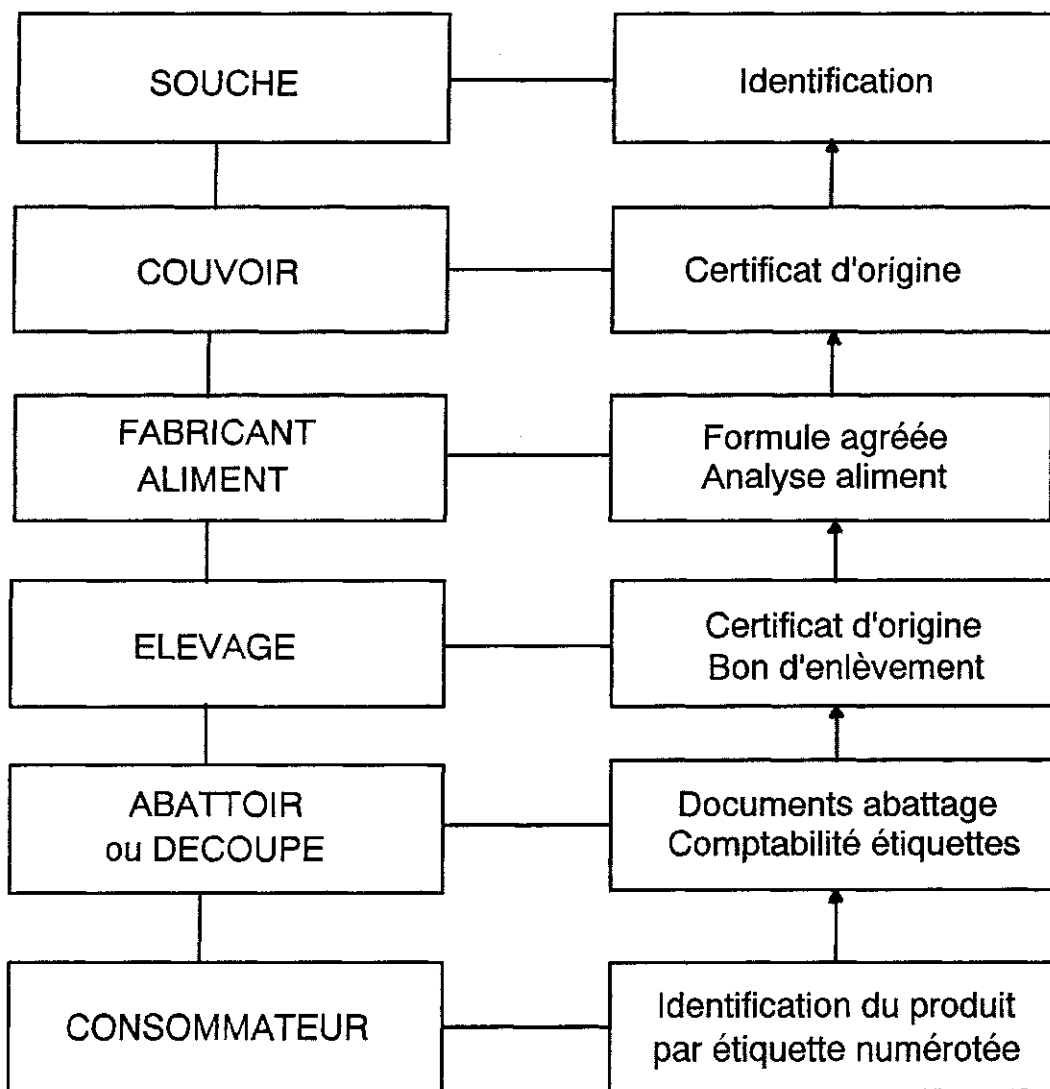 SOUCHE
Identification
COUVOIR
Certificat d'origine
FABRICANT
ALIMENT
Formule agréée
Analyse aliment
ELEVAGE
Certificat d'origine
Bon d'enlèvement
ABATTOIR
ou DECOUPE
Documents abattage
Comptabilité étiquettes
CONSOMMATEUR
Identification du produit
par étiquette numérotée